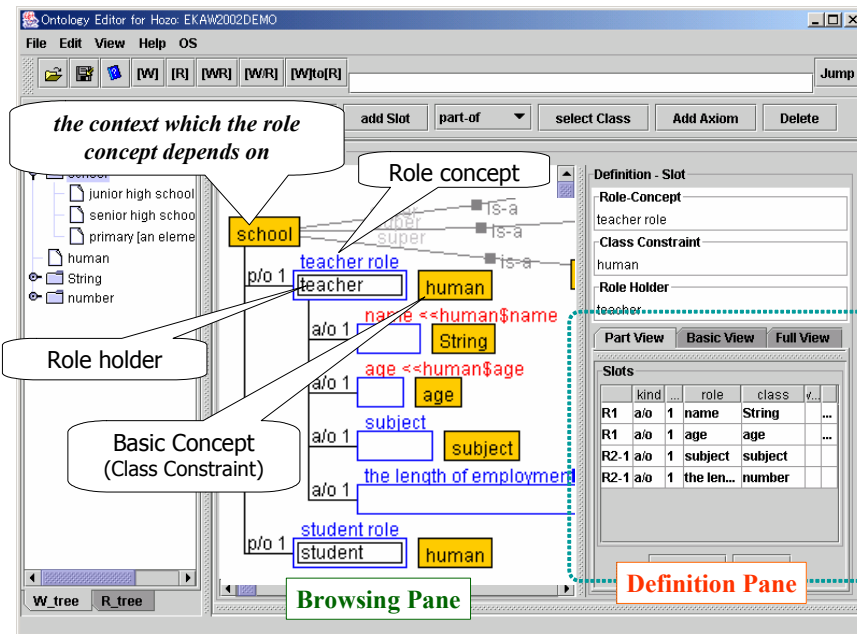 Ontology Editor for Hozo: EKAW2002DEMO
File Edit View Help OS
[W] [R] [WR] [W/R] [W]to[R] Jump
add Slot part-of select Class Add Axiom Delete
the context which the role
concept depends on
junior high school
senior high schoo
primary [an eleme
human
String
number
W_tree R_tree
Role concept
super
is-a
super
is-a
is-a
school
teacher role
p/o 1
teacher
human
name <<human$name
a/o 1
String
age <<human$age
a/o 1
age
subject
a/o 1
subject
the length of employmen
a/o 1
student role
p/o 1
student
human
Role holder
Basic Concept
(Class Constraint)
Browsing Pane
Definition - Slot
Role-Concept
teacher role
Class Constraint
human
Role Holder
teacher
Part View Basic View Full View
Slots
kind ... role class v...
R1 a/o 1 name String ...
R1 a/o 1 age age ...
R2-1 a/o 1 subject subject
R2-1 a/o 1 the len... number
Definition Pane